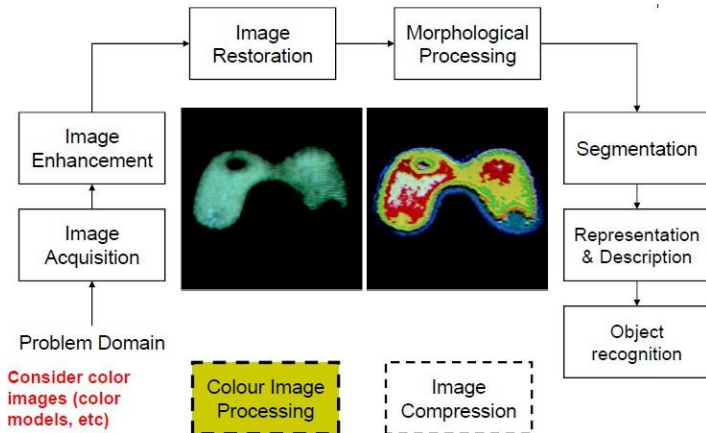 Image
Restoration
Morphological
Processing
Image
Enhancement
Segmentation
Image
Acquisition
Representation
& Description
Problem Domain
Object
recognition
Consider color
images (color
models, etc)
Colour Image
Processing
Image
Compression